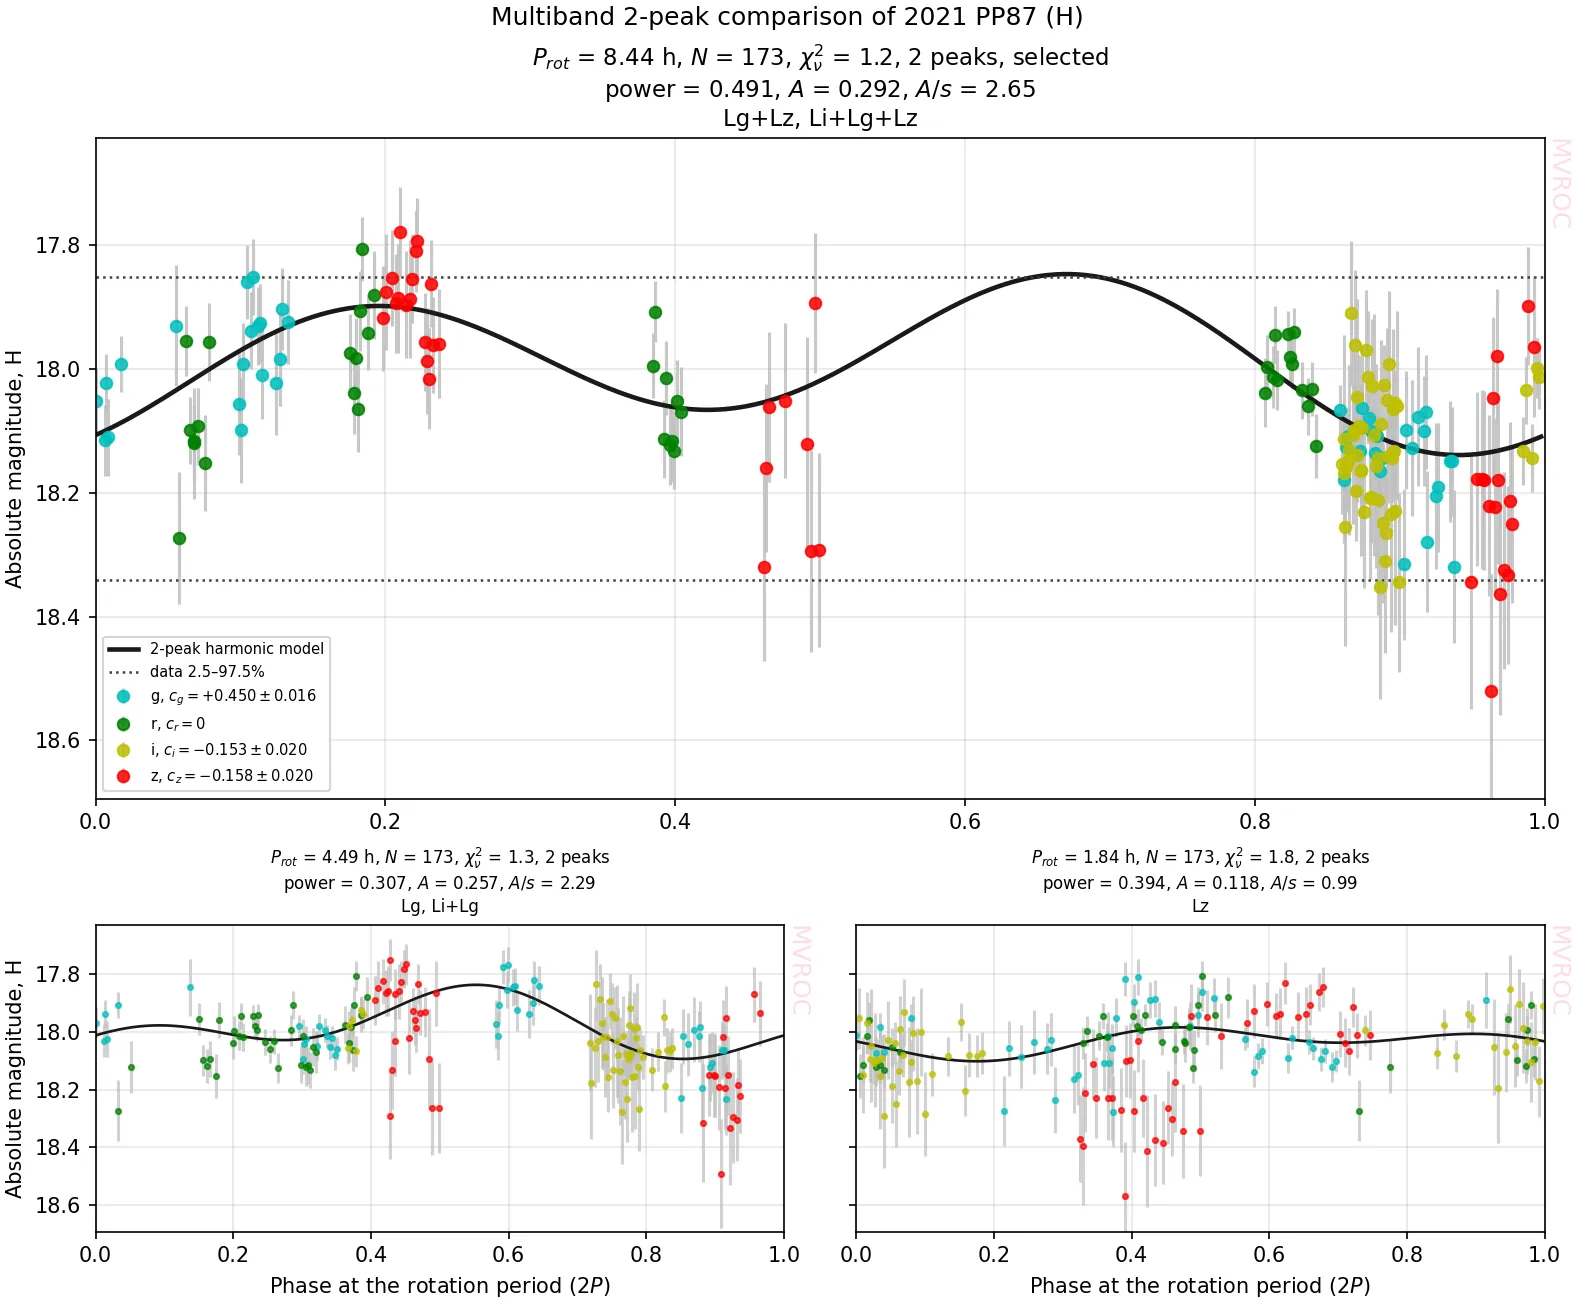 Multiband 2-peak comparison of 2021 PP87 (H)
P_rot = 8.44 h, N = 173, χ²_ν = 1.2, 2 peaks, selected
power = 0.491, A = 0.292, A/s = 2.65
Lg+Lz, Li+Lg+Lz
MVROC
Absolute magnitude, H
17.8
18.0
18.2
18.4
18.6
2-peak harmonic model
data 2.5–97.5%
g, c_g = +0.450 ± 0.016
r, c_r = 0
i, c_i = −0.153 ± 0.020
z, c_z = −0.158 ± 0.020
0.0 0.2 0.4 0.6 0.8 1.0
P_rot = 4.49 h, N = 173, χ²_ν = 1.3, 2 peaks
power = 0.307, A = 0.257, A/s = 2.29
Lg, Li+Lg
MVROC
Absolute magnitude, H
17.8
18.0
18.2
18.4
18.6
0.0 0.2 0.4 0.6 0.8 1.0
Phase at the rotation period (2P)
P_rot = 1.84 h, N = 173, χ²_ν = 1.8, 2 peaks
power = 0.394, A = 0.118, A/s = 0.99
Lz
MVROC
0.0 0.2 0.4 0.6 0.8 1.0
Phase at the rotation period (2P)